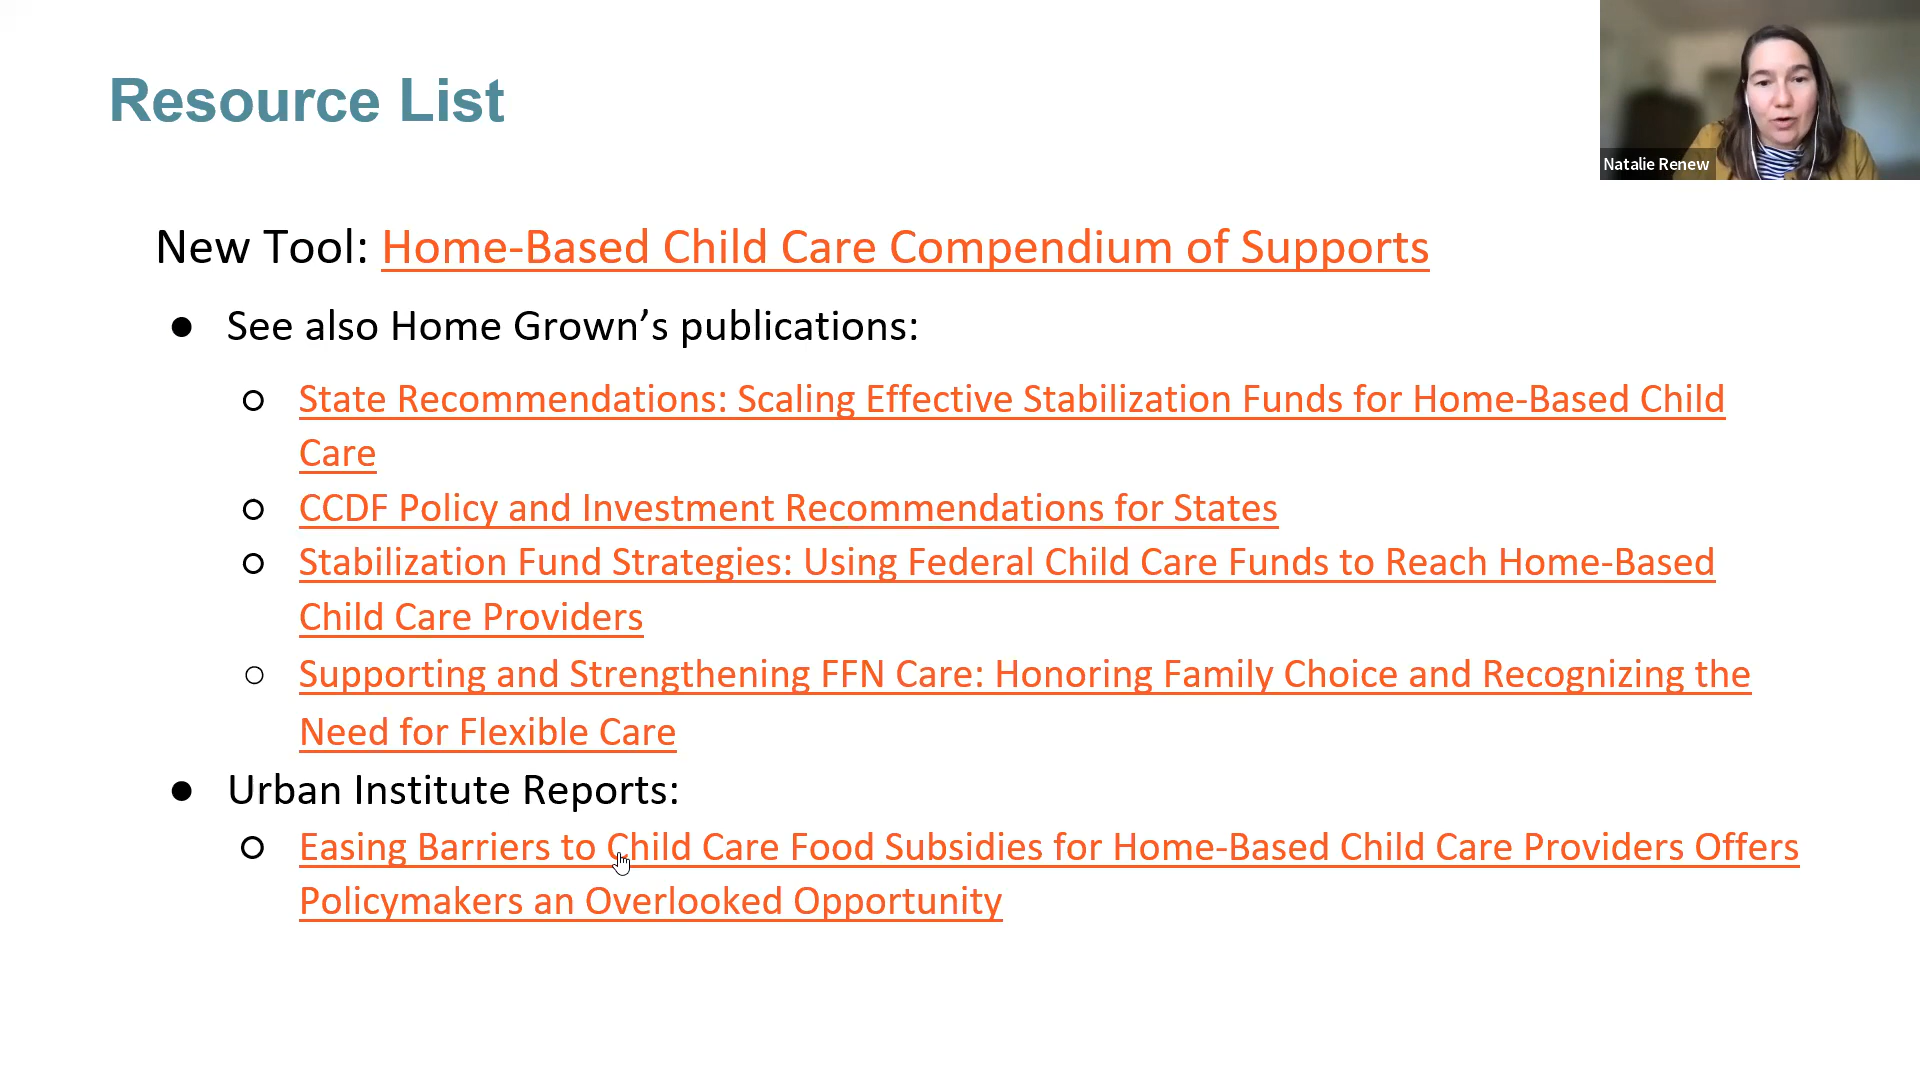 Resource List
Natalie Renew
New Tool: Home-Based Child Care Compendium of Supports
● See also Home Grown’s publications:
○ State Recommendations: Scaling Effective Stabilization Funds for Home-Based Child
Care
○ CCDF Policy and Investment Recommendations for States
○ Stabilization Fund Strategies: Using Federal Child Care Funds to Reach Home-Based
Child Care Providers
○ Supporting and Strengthening FFN Care: Honoring Family Choice and Recognizing the
Need for Flexible Care
● Urban Institute Reports:
○ Easing Barriers to Child Care Food Subsidies for Home-Based Child Care Providers Offers
Policymakers an Overlooked Opportunity